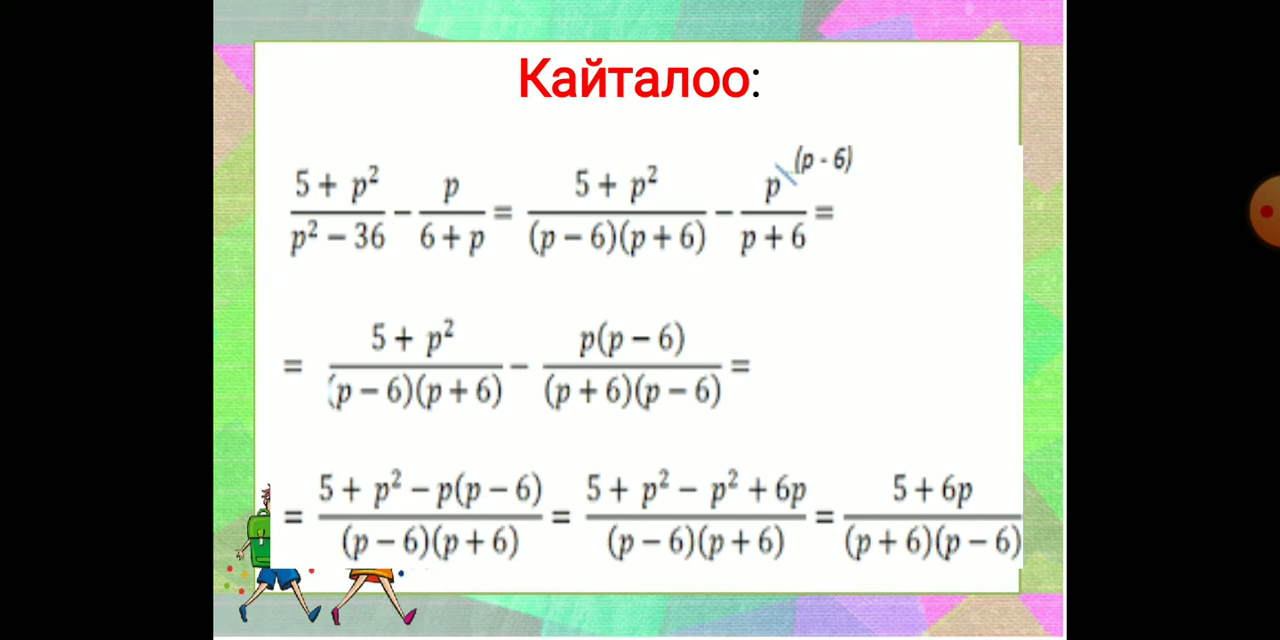 Кайталоо:
(5 + p²)/(p² − 36) − p/(6 + p) = (5 + p²)/((p − 6)(p + 6)) − p^(p - 6)/(p + 6) =
= (5 + p²)/((p − 6)(p + 6)) − p(p − 6)/((p + 6)(p − 6)) =
= (5 + p² − p(p − 6))/((p − 6)(p + 6)) = (5 + p² − p² + 6p)/((p − 6)(p + 6)) = (5 + 6p)/((p + 6)(p − 6))